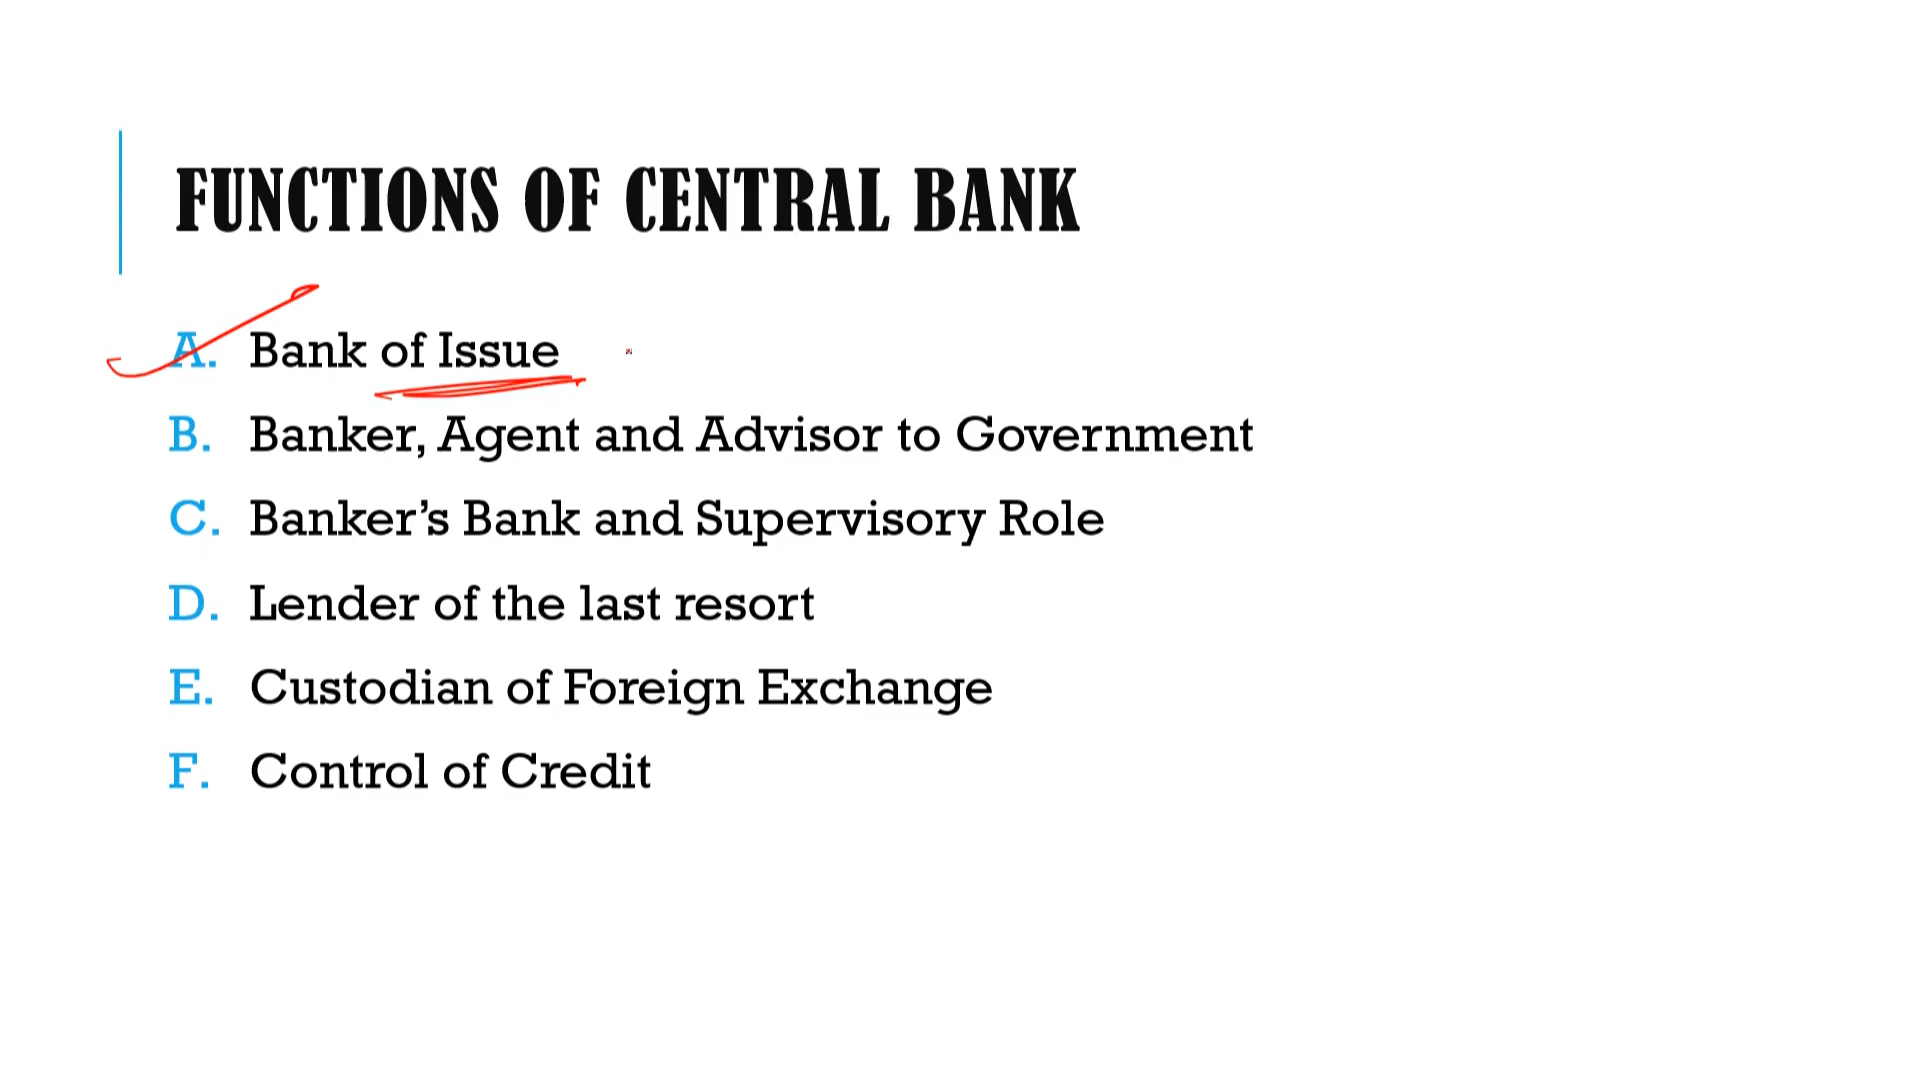 FUNCTIONS OF CENTRAL BANK
A. Bank of Issue
B. Banker, Agent and Advisor to Government
C. Banker’s Bank and Supervisory Role
D. Lender of the last resort
E. Custodian of Foreign Exchange
F. Control of Credit